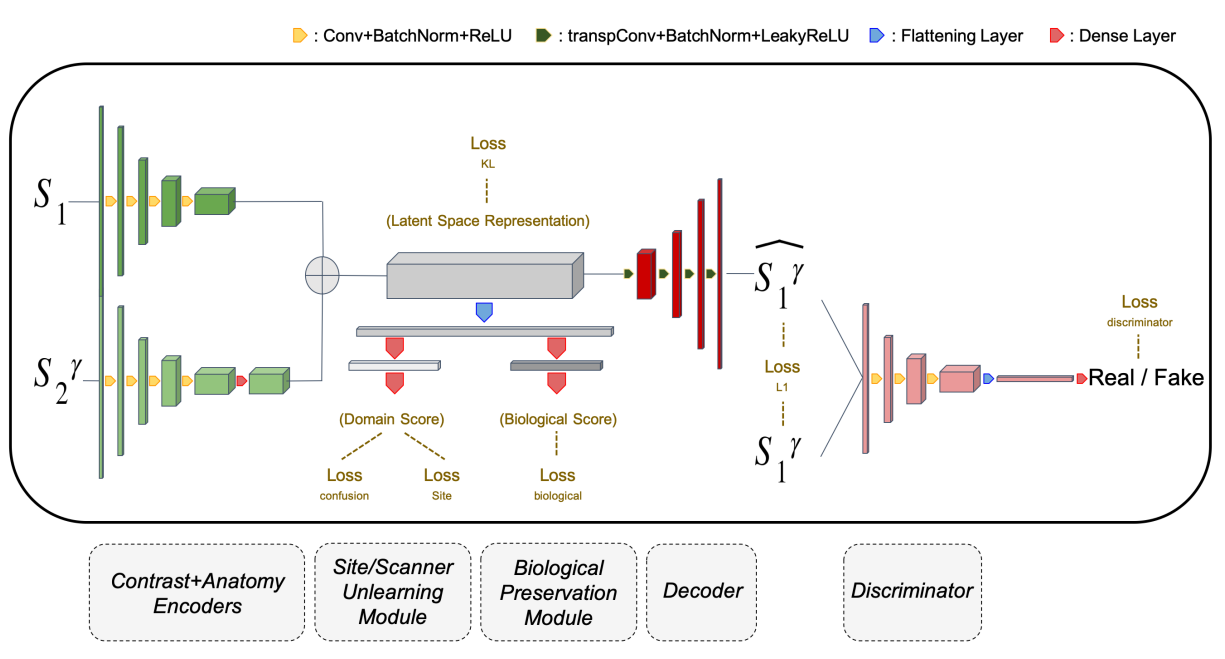 : Conv+BatchNorm+ReLU : transpConv+BatchNorm+LeakyReLU : Flattening Layer : Dense Layer
S1
S2γ
Loss
KL
(Latent Space Representation)
(Domain Score)
(Biological Score)
Loss
confusion
Loss
Site
Loss
biological
Ŝ1γ
Loss
L1
S1γ
Loss
discriminator
Real / Fake
Contrast+Anatomy
Encoders
Site/Scanner
Unlearning
Module
Biological
Preservation
Module
Decoder
Discriminator